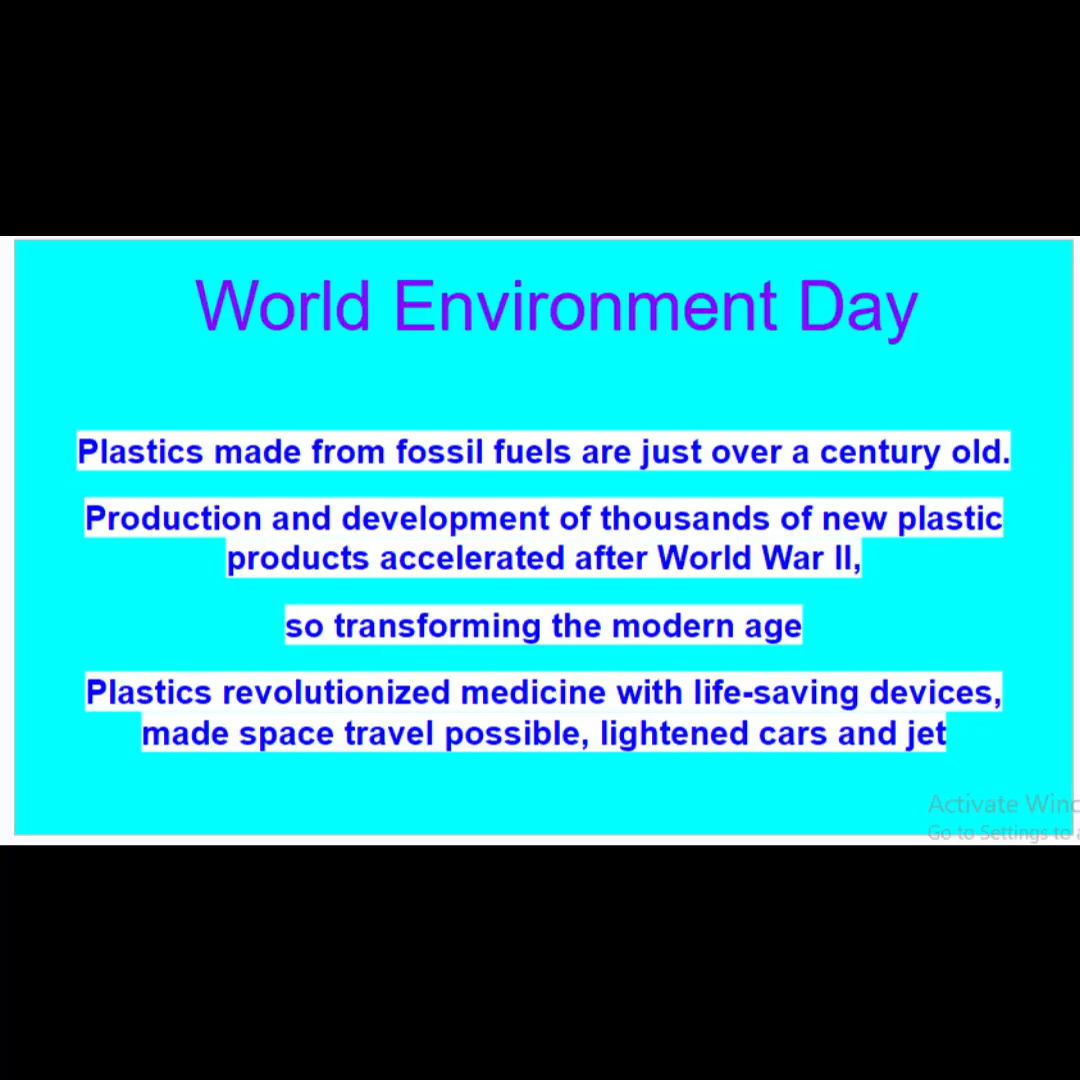 World Environment Day
Plastics made from fossil fuels are just over a century old.
Production and development of thousands of new plastic
products accelerated after World War II,
so transforming the modern age
Plastics revolutionized medicine with life-saving devices,
made space travel possible, lightened cars and jet
Activate Winc
Go to Settings to a